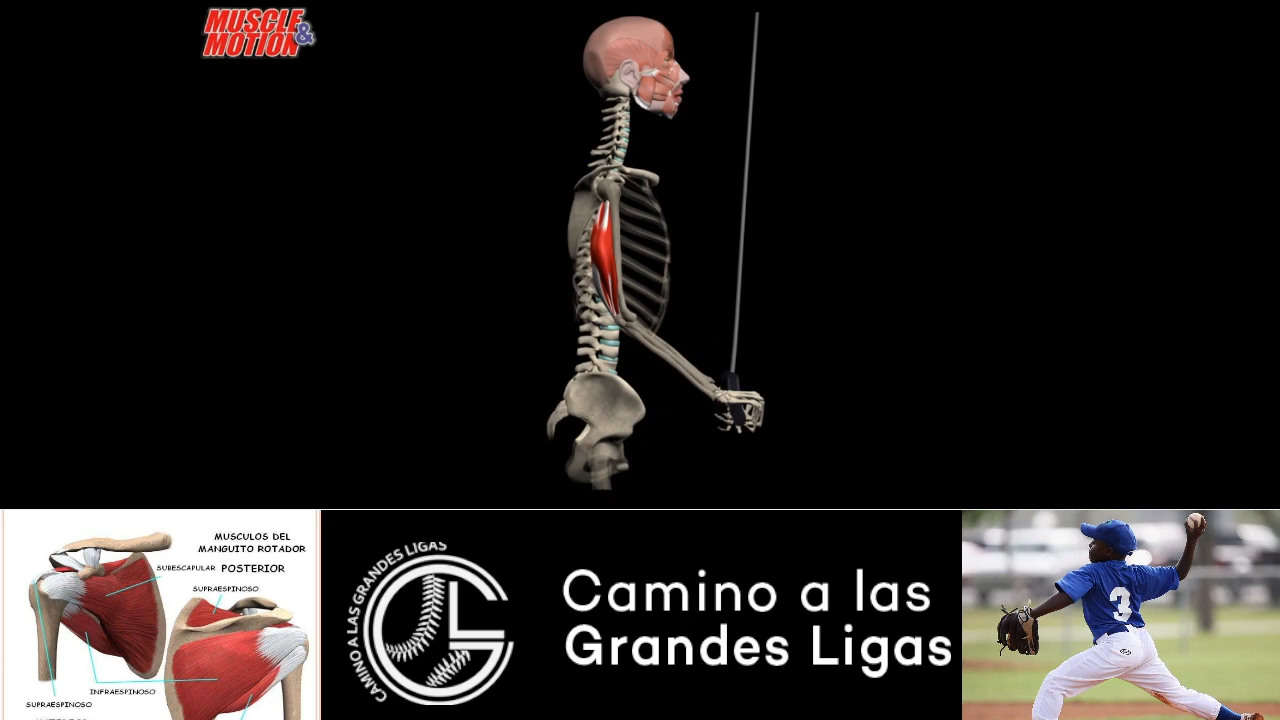 MUSCLE &
MOTION
MUSCULOS DEL
MANGUITO ROTADOR
SUBESCAPULAR POSTERIOR
SUPRAESPINOSO
INFRAESPINOSO
SUPRAESPINOSO
CAMINO A LAS GRANDES LIGAS
Camino a las
Grandes Ligas
3